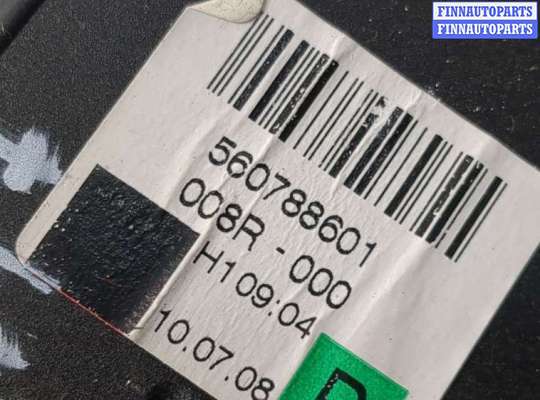 FINNAUTOPARTS
FINNAUTOPARTS
560788601
008R - 000
H109:04
10.07.08